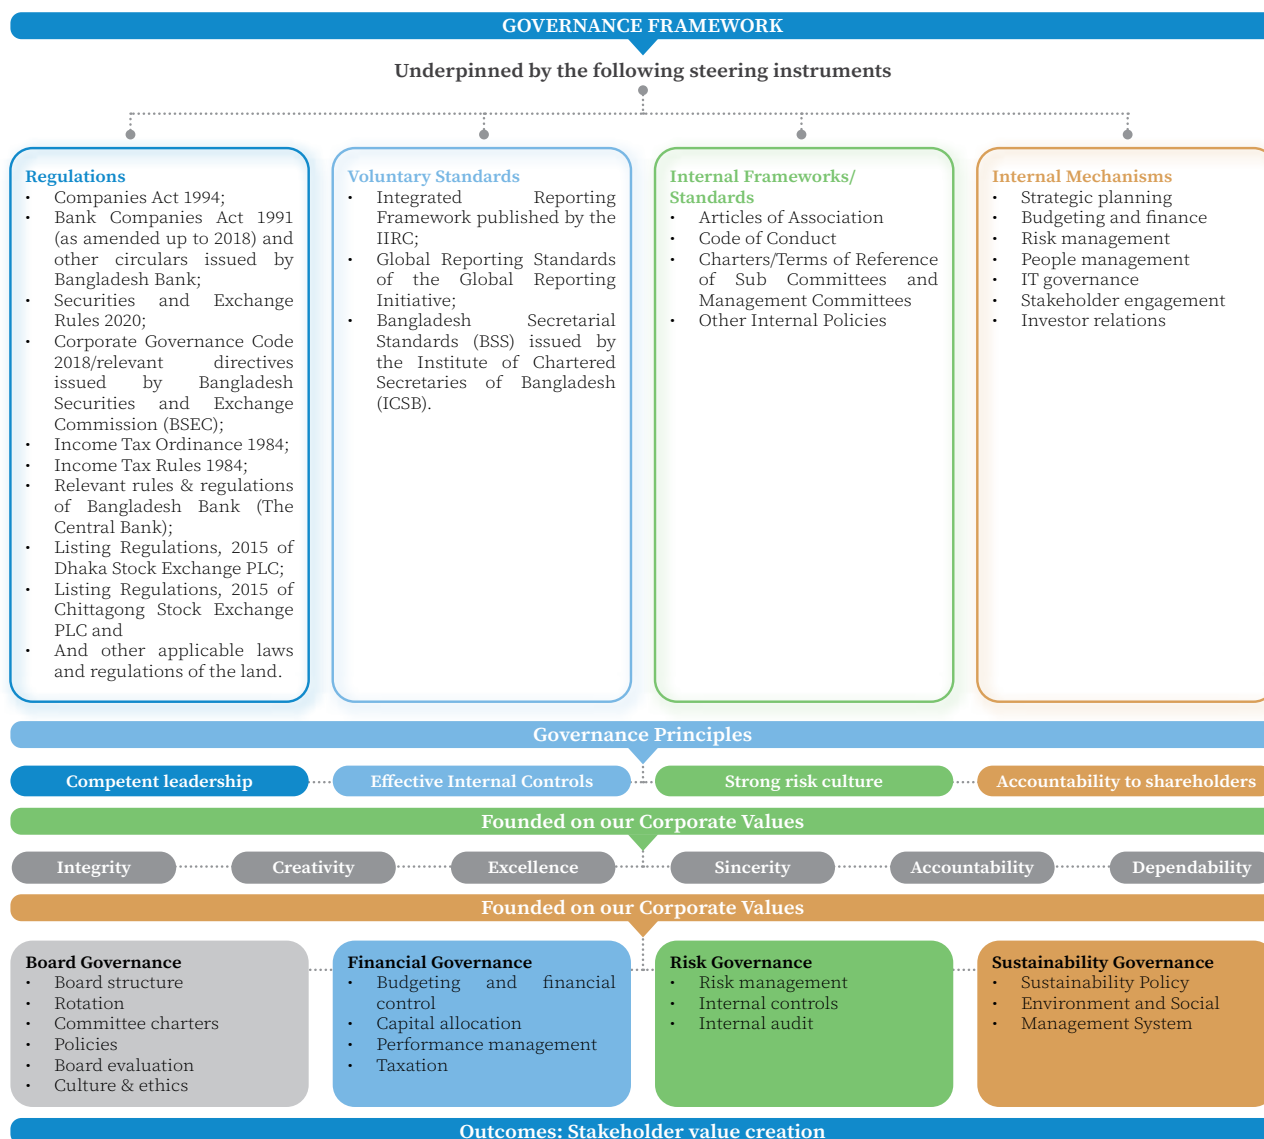 GOVERNANCE FRAMEWORK
Underpinned by the following steering instruments
Regulations
• Companies Act 1994;
• Bank Companies Act 1991
(as amended up to 2018) and
other circulars issued by
Bangladesh Bank;
• Securities and Exchange
Rules 2020;
• Corporate Governance Code
2018/relevant directives
issued by Bangladesh
Securities and Exchange
Commission (BSEC);
• Income Tax Ordinance 1984;
• Income Tax Rules 1984;
• Relevant rules & regulations
of Bangladesh Bank (The
Central Bank);
• Listing Regulations, 2015 of
Dhaka Stock Exchange PLC;
• Listing Regulations, 2015 of
Chittagong Stock Exchange
PLC and
• And other applicable laws
and regulations of the land.
Voluntary Standards
• Integrated Reporting
Framework published by the
IIRC;
• Global Reporting Standards
of the Global Reporting
Initiative;
• Bangladesh Secretarial
Standards (BSS) issued by
the Institute of Chartered
Secretaries of Bangladesh
(ICSB).
Internal Frameworks/
Standards
• Articles of Association
• Code of Conduct
• Charters/Terms of Reference
of Sub Committees and
Management Committees
• Other Internal Policies
Internal Mechanisms
• Strategic planning
• Budgeting and finance
• Risk management
• People management
• IT governance
• Stakeholder engagement
• Investor relations
Governance Principles
Competent leadership
Effective Internal Controls
Strong risk culture
Accountability to shareholders
Founded on our Corporate Values
Integrity
Creativity
Excellence
Sincerity
Accountability
Dependability
Founded on our Corporate Values
Board Governance
• Board structure
• Rotation
• Committee charters
• Policies
• Board evaluation
• Culture & ethics
Financial Governance
• Budgeting and financial
control
• Capital allocation
• Performance management
• Taxation
Risk Governance
• Risk management
• Internal controls
• Internal audit
Sustainability Governance
• Sustainability Policy
• Environment and Social
• Management System
Outcomes: Stakeholder value creation